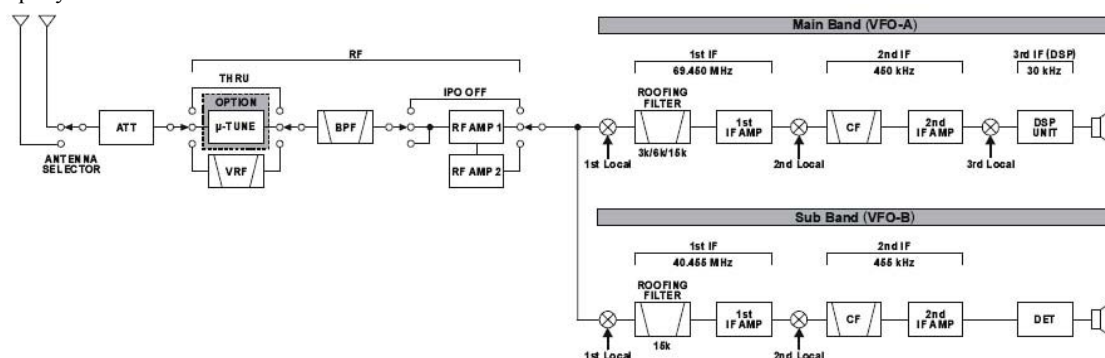 Main Band (VFO-A)
RF
1st IF
69.450 MHz
2nd IF
450 kHz
3rd IF (DSP)
30 kHz
THRU
IPO OFF
OPTION
µ-TUNE
ROOFING
FILTER
ATT
BPF
RF AMP 1
1st
IF AMP
CF
2nd
IF AMP
DSP
UNIT
ANTENNA
SELECTOR
VRF
RF AMP 2
1st Local
3k/6k/15k
2nd Local
3rd Local
Sub Band (VFO-B)
1st IF
40.455 MHz
2nd IF
455 kHz
ROOFING
FILTER
1st
IF AMP
CF
2nd
IF AMP
DET
1st Local
15k
2nd Local